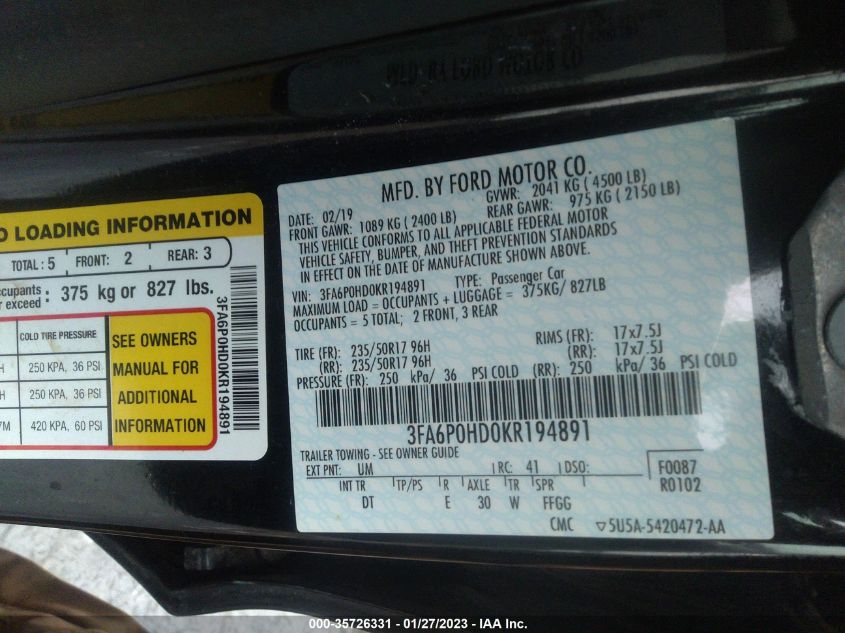 MFD. BY FORD MOTOR CO.
DATE: 02/19 GVWR: 2041 KG (4500 LB)
FRONT GAWR: 1089 KG (2400 LB) REAR GAWR: 975 KG (2150 LB)
THIS VEHICLE CONFORMS TO ALL APPLICABLE FEDERAL MOTOR
VEHICLE SAFETY, BUMPER, AND THEFT PREVENTION STANDARDS
IN EFFECT ON THE DATE OF MANUFACTURE SHOWN ABOVE.
VIN: 3FA6P0HD0KR194891 TYPE: Passenger Car
MAXIMUM LOAD = OCCUPANTS + LUGGAGE = 375KG/ 827LB
OCCUPANTS = 5 TOTAL; 2 FRONT, 3 REAR
TIRE (FR): 235/50R17 96H RIMS (FR): 17x7.5J
(RR): 235/50R17 96H (RR): 17x7.5J
PRESSURE (FR): 250 kPa/ 36 PSI COLD (RR): 250 kPa/ 36 PSI COLD
3FA6P0HD0KR194891
TRAILER TOWING - SEE OWNER GUIDE
EXT PNT: UM RC: 41 DSO: F0087
INT TR TP/PS R AXLE TR SPR R0102
DT E 30 W FFGG
CMC 5U5A-5420472-AA
LOADING INFORMATION
TOTAL: 5 FRONT: 2 REAR: 3
exceed: 375 kg or 827 lbs.
COLD TIRE PRESSURE
250 KPA, 36 PSI
250 KPA, 36 PSI
420 KPA, 60 PSI
SEE OWNERS
MANUAL FOR
ADDITIONAL
INFORMATION
3FA6P0HD0KR194891
000-35726331 - 01/27/2023 - IAA Inc.